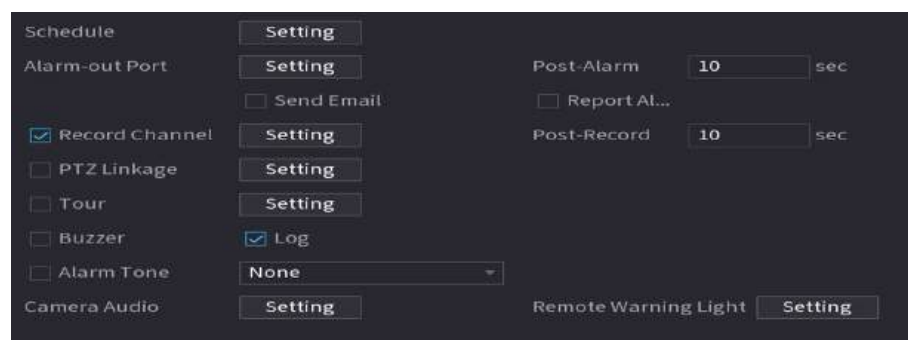 Schedule Setting
Alarm-out Port Setting Post-Alarm 10 sec
Send Email Report Al...
Record Channel Setting Post-Record 10 sec
PTZ Linkage Setting
Tour Setting
Buzzer Log
Alarm Tone None
Camera Audio Setting Remote Warning Light Setting